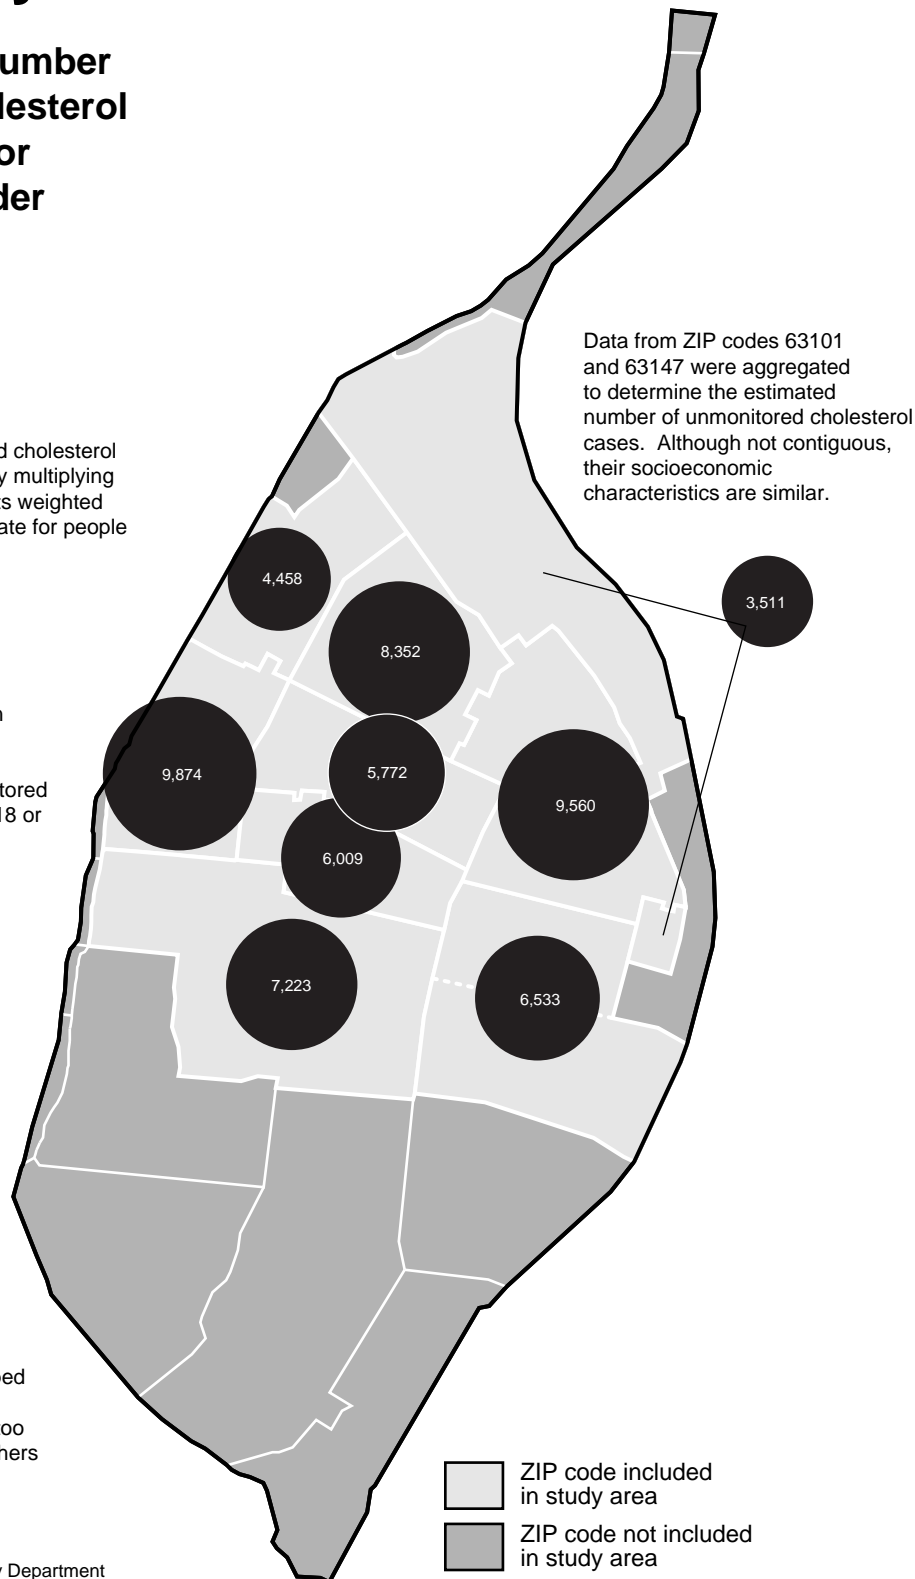 umber
lesterol
or
der
Data from ZIP codes 63101
and 63147 were aggregated
to determine the estimated
number of unmonitored cholesterol
cases.  Although not contiguous,
their socioeconomic
characteristics are similar.
d cholesterol
y multiplying
ts weighted
ate for people
4,458
3,511
8,352
n
9,874
5,772
tored
18 or
9,560
6,009
7,223
6,533
ped
too
hers
ZIP code included
in study area
ZIP code not included
in study area
y Department